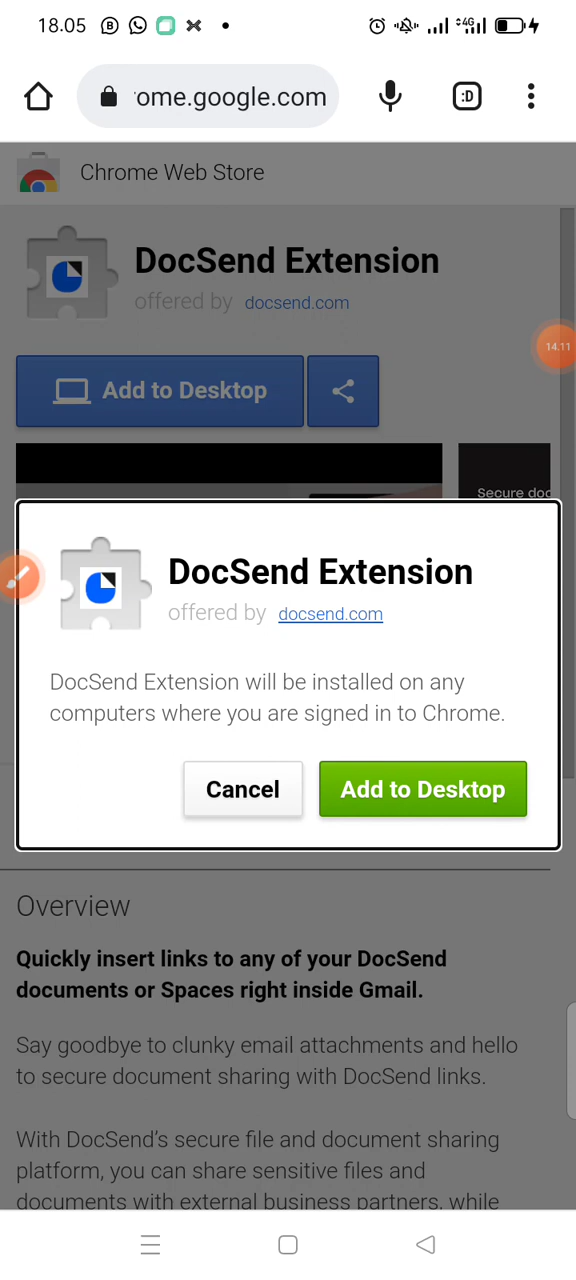 18.05
4G
ome.google.com
:D
Chrome Web Store
DocSend Extension
offered by docsend.com
14.11
Add to Desktop
Secure doc
DocSend Extension
offered by docsend.com
DocSend Extension will be installed on any
computers where you are signed in to Chrome.
Cancel
Add to Desktop
Overview
Quickly insert links to any of your DocSend
documents or Spaces right inside Gmail.
Say goodbye to clunky email attachments and hello
to secure document sharing with DocSend links.
With DocSend's secure file and document sharing
platform, you can share sensitive files and
documents with external business partners, while